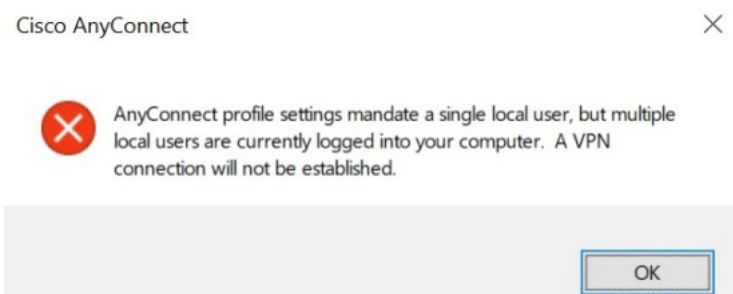 Cisco AnyConnect
AnyConnect profile settings mandate a single local user, but multiple
local users are currently logged into your computer.  A VPN
connection will not be established.
OK